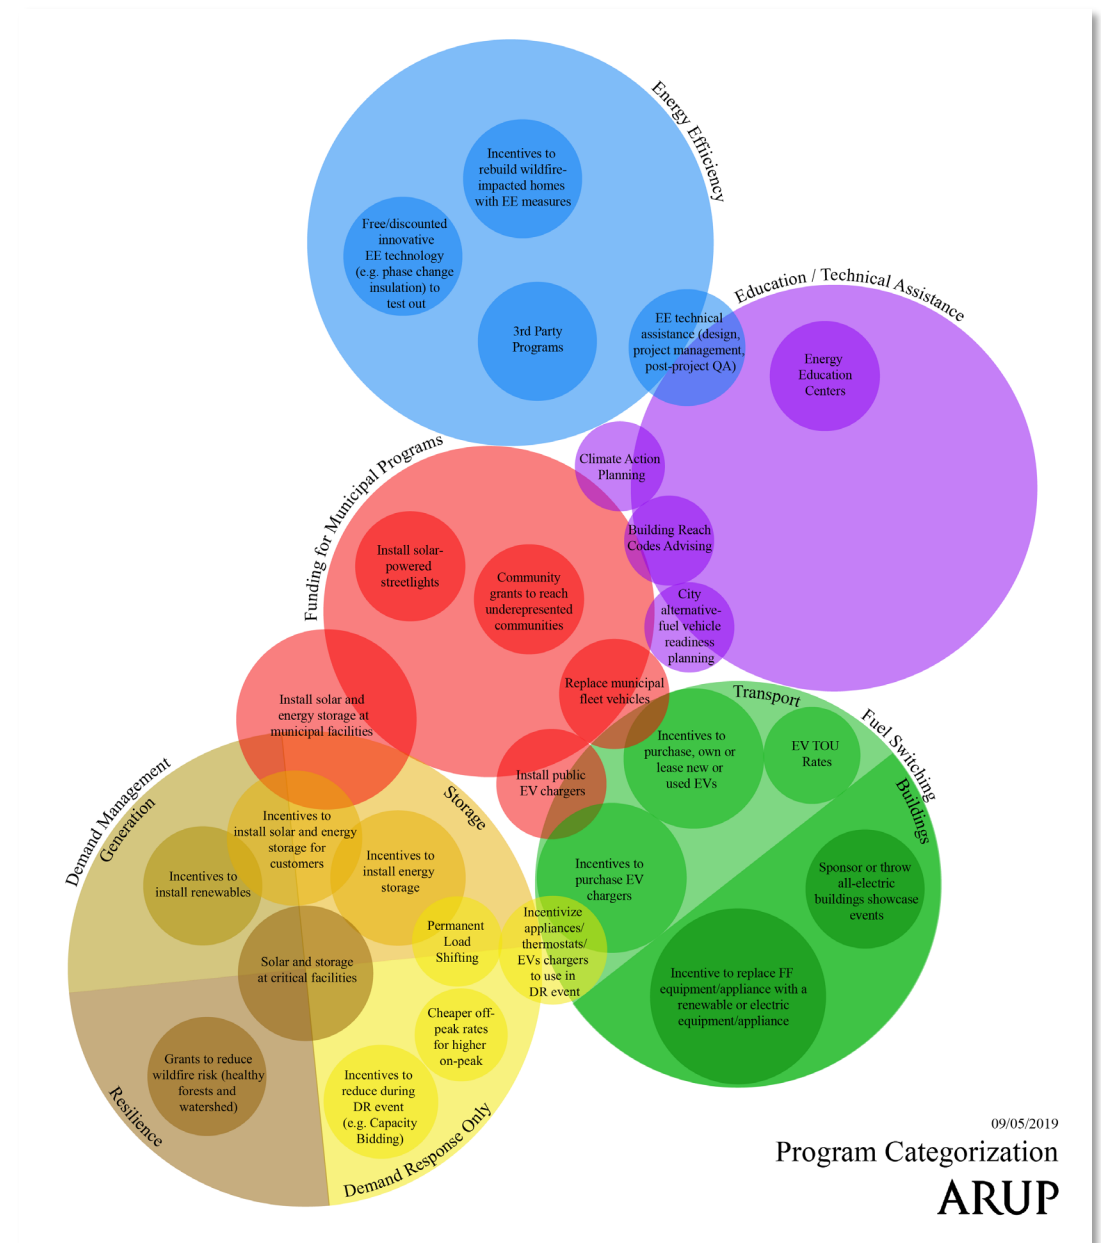 Energy Effiiciency
Incentives to
rebuild wildfire-
impacted homes
with EE measures
Free/discounted
innovative
EE technology
(e.g. phase change
insulation) to
test out
3rd Party
Programs
EE technical
assistance (design,
project management,
post-project QA)
Education / Technical Assistance
Energy
Education
Centers
Climate Action
Planning
Building Reach
Codes Advising
City
alternative-
fuel vehicle
readiness
planning
Funding for Municipal Programs
Install solar-
powered
streetlights
Community
grants to reach
underepresented
communities
Replace municipal
fleet vehicles
Install solar and
energy storage at
municipal facilities
Install public
EV chargers
Fuel Switching
Transport
Incentives to
purchase, own or
lease new or
used EVs
EV TOU
Rates
Incentives to
purchase EV
chargers
Buildings
Sponsor or throw
all-electric
buildings showcase
events
Incentive to replace FF
equipment/appliance with a
renewable or electric
equipment/appliance
Demand Management
Generation
Storage
Incentives to
install solar and energy
storage for
customers
Incentives to
install renewables
Incentives to
install energy
storage
Permanent
Load
Shifting
Incentivize
appliances/
thermostats/
EVs chargers
to use in
DR event
Solar and storage
at critical facilities
Cheaper off-
peak rates
for higher
on-peak
Grants to reduce
wildfire risk (healthy
forests and
watershed)
Incentives to
reduce during
DR event
(e.g. Capacity
Bidding)
Resilience
Demand Response Only
09/05/2019
Program Categorization
ARUP